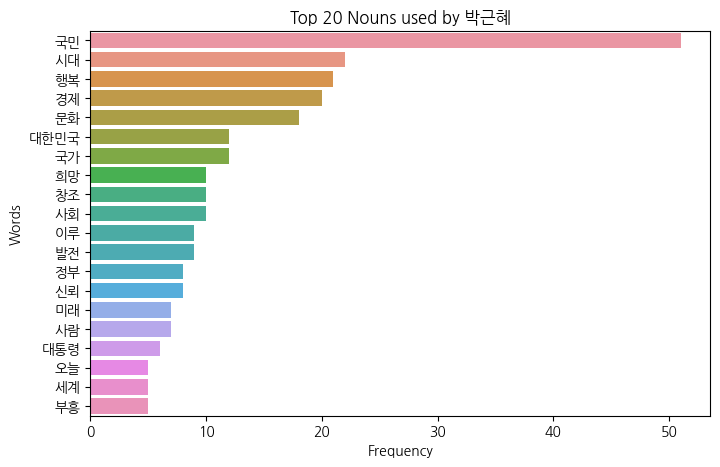 Top 20 Nouns used by 박근혜
Words
국민
시대
행복
경제
문화
대한민국
국가
희망
창조
사회
이루
발전
정부
신뢰
미래
사람
대통령
오늘
세계
부흥
0 10 20 30 40 50
Frequency